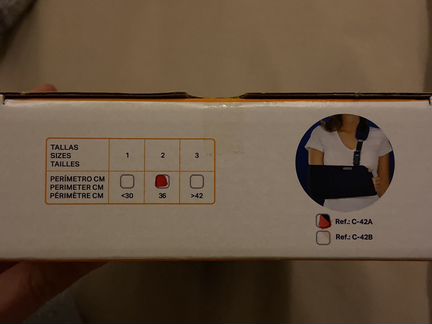 TALLAS
SIZES
TAILLES
1 2 3
PERÍMETRO CM
PERIMETER CM
PÉRIMÈTRE CM
<30 36 >42
Ref.: C-42A
Ref.: C-42B